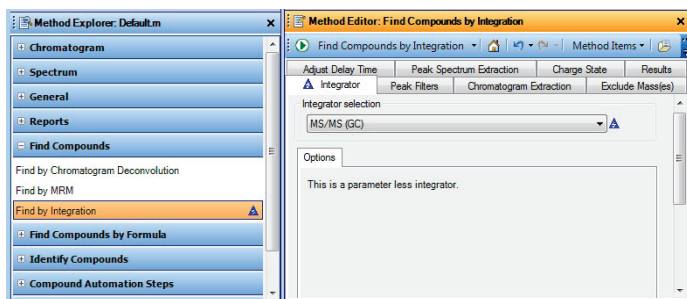 Method Explorer: Default.m
Chromatogram
Spectrum
General
Reports
Find Compounds
Find by Chromatogram Deconvolution
Find by MRM
Find by Integration
Find Compounds by Formula
Identify Compounds
Compound Automation Steps
Method Editor: Find Compounds by Integration
Find Compounds by Integration Method Items
Adjust Delay Time Peak Spectrum Extraction Charge State Results
Integrator Peak Filters Chromatogram Extraction Exclude Mass(es)
Integrator selection
MS/MS (GC)
Options
This is a parameter less integrator.